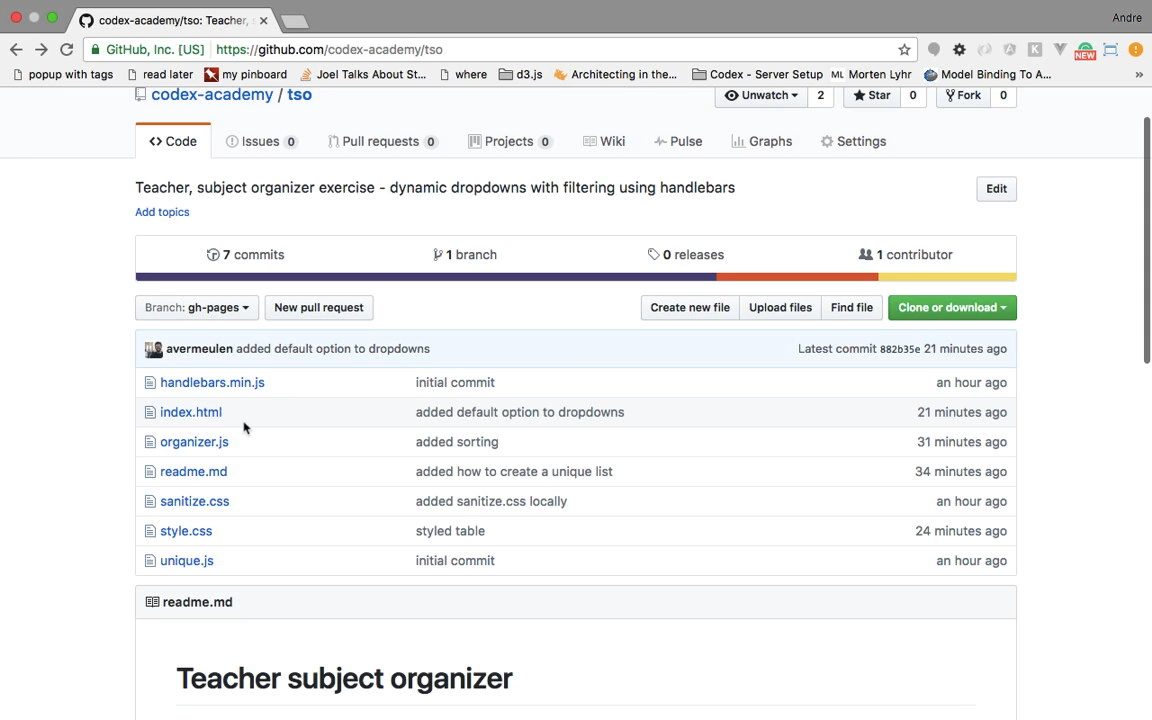 codex-academy/tso: Teacher, s
Andre
GitHub, Inc. [US] https://github.com/codex-academy/tso
NEW
popup with tags read later my pinboard Joel Talks About St... where d3.js Architecting in the... Codex - Server Setup ML Morten Lyhr Model Binding To A... »
codex-academy / tso
Unwatch 2 Star 0 Fork 0
Code Issues 0 Pull requests 0 Projects 0 Wiki Pulse Graphs Settings
Teacher, subject organizer exercise - dynamic dropdowns with filtering using handlebars
Edit
Add topics
7 commits 1 branch 0 releases 1 contributor
Branch: gh-pages New pull request Create new file Upload files Find file Clone or download
avermeulen added default option to dropdowns Latest commit 882b35e 21 minutes ago
handlebars.min.js initial commit an hour ago
index.html added default option to dropdowns 21 minutes ago
organizer.js added sorting 31 minutes ago
readme.md added how to create a unique list 34 minutes ago
sanitize.css added sanitize.css locally an hour ago
style.css styled table 24 minutes ago
unique.js initial commit an hour ago
readme.md
Teacher subject organizer